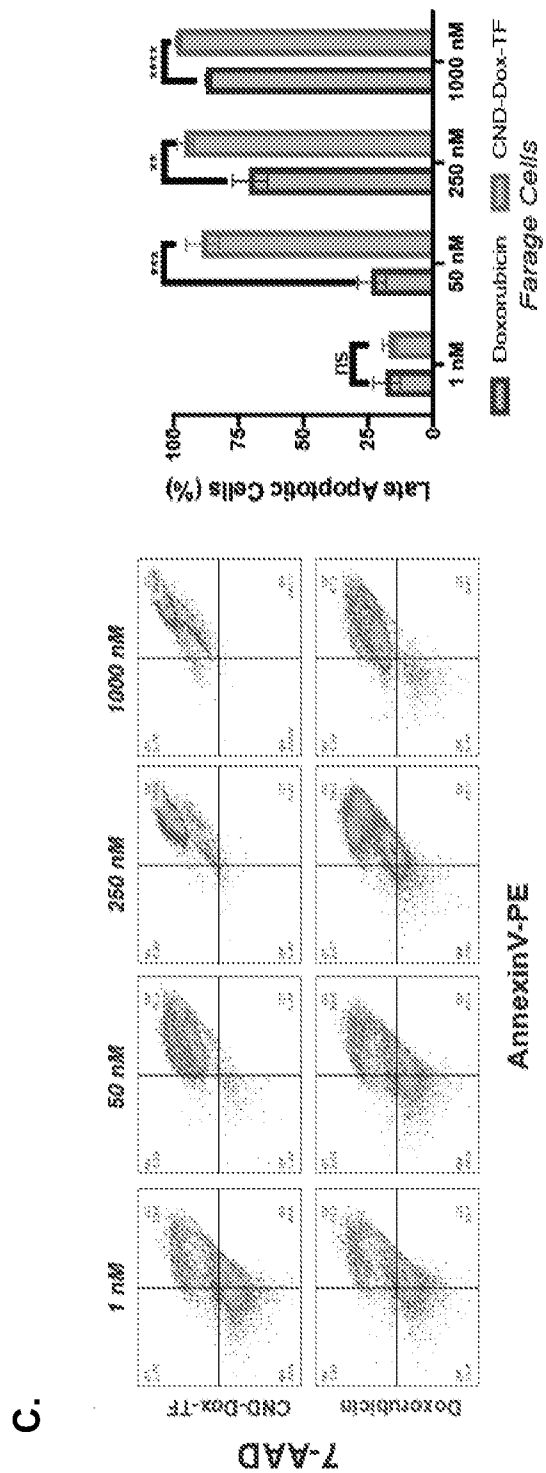 C.
1 nM
50 nM
250 nM
1000 nM
CND-Dox-TF
Doxorubicin
7-AAD
AnnexinV-PE
Late Apoptotic Cells (%)
100
75
50
25
0
ns
***
**
****
1 nM
50 nM
250 nM
1000 nM
Doxorubicin
CND-Dox-TF
Farage Cells